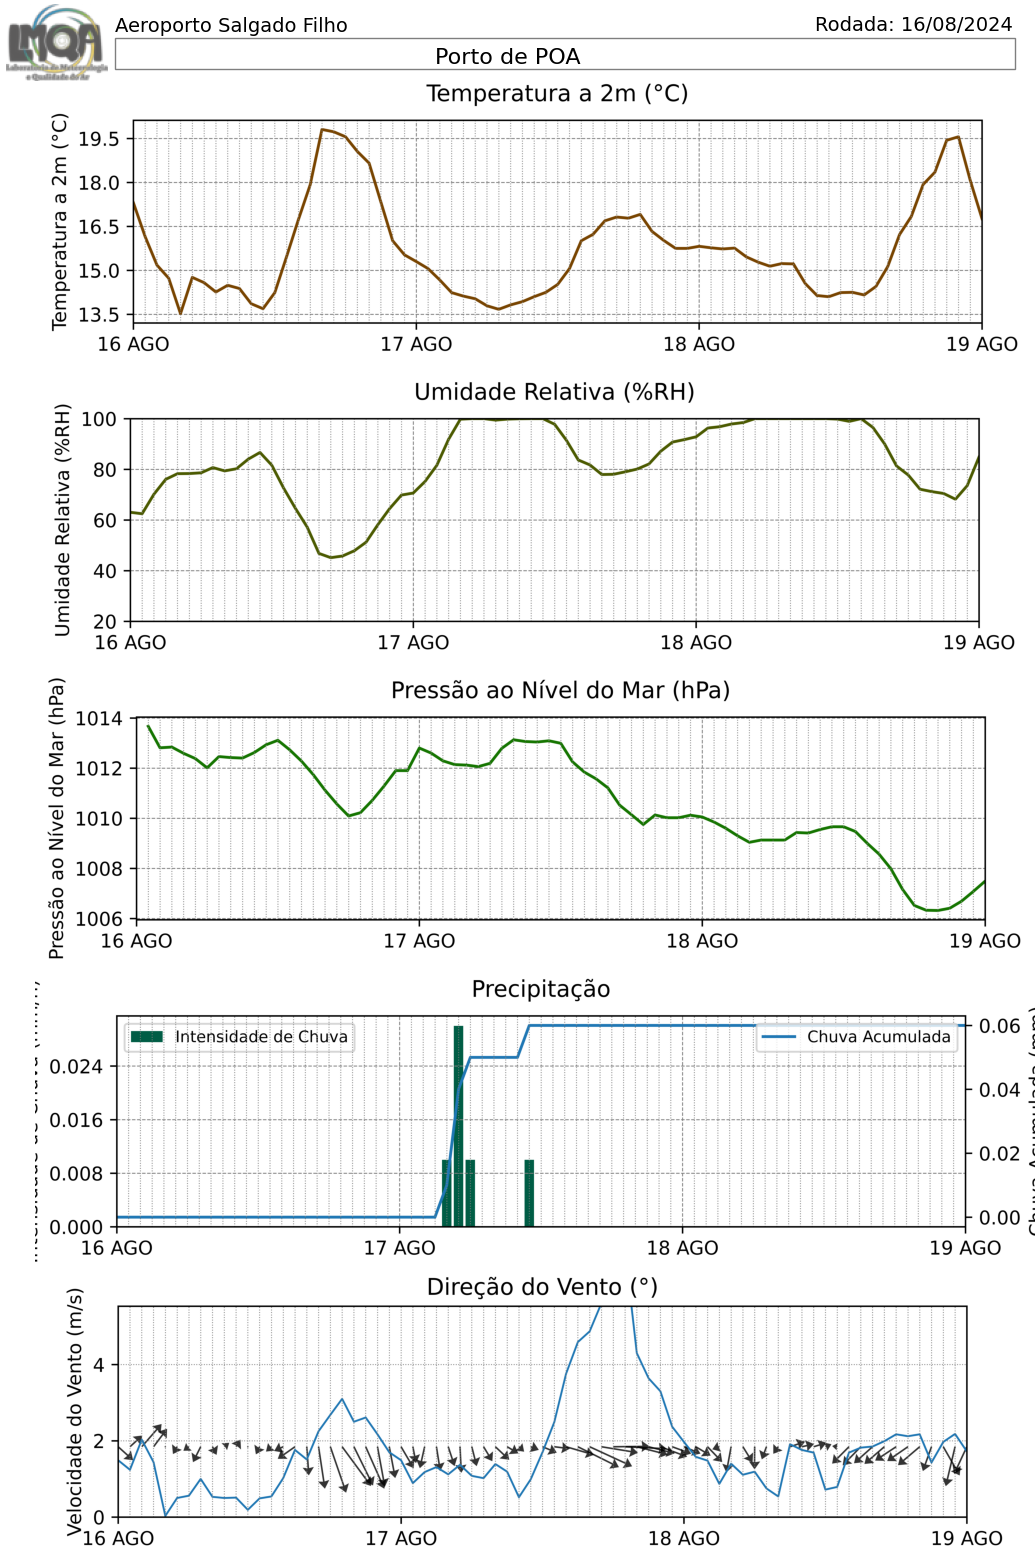 LMQA
Laboratório de Meteorologia
e Qualidade do Ar
Aeroporto Salgado Filho
Rodada: 16/08/2024
Porto de POA
Temperatura a 2m (°C)
Temperatura a 2m (°C)
19.5
18.0
16.5
15.0
13.5
16 AGO 17 AGO 18 AGO 19 AGO
Umidade Relativa (%RH)
Umidade Relativa (%RH)
100
80
60
40
20
16 AGO 17 AGO 18 AGO 19 AGO
Pressão ao Nível do Mar (hPa)
Pressão ao Nível do Mar (hPa)
1014
1012
1010
1008
1006
16 AGO 17 AGO 18 AGO 19 AGO
Precipitação
Intensidade de Chuva
Chuva Acumulada
0.024
0.016
0.008
0.000
0.06
0.04
0.02
0.00
Chuva Acumulada (mm)
16 AGO 17 AGO 18 AGO 19 AGO
Direção do Vento (°)
Velocidade do Vento (m/s)
4
2
0
16 AGO 17 AGO 18 AGO 19 AGO